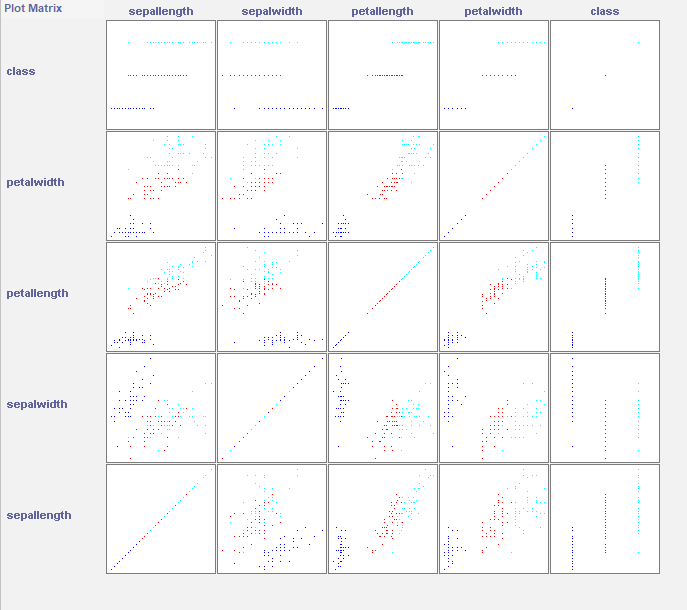 Plot Matrix
sepallength sepalwidth petallength petalwidth class
class
petalwidth
petallength
sepalwidth
sepallength